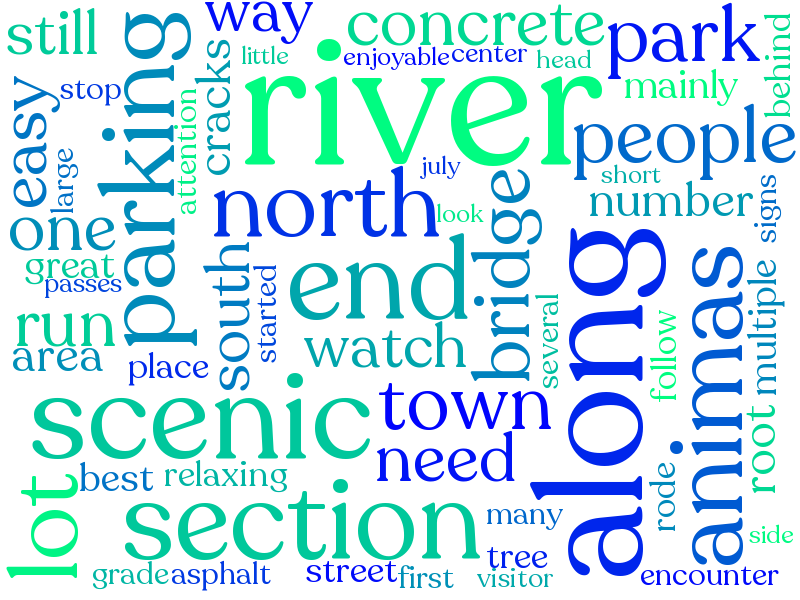 still
way
concrete
park
behind
little
enjoyable
center
head
mainly
easy
stop
parking
cracks
river
people
attention
large
july
short
north
look
number
signs
one
great
passes
bridge
along
south
end
started
animas
multiple
run
area
place
watch
several
follow
scenic
town
need
root
lot
best
relaxing
section
many
rode
side
grade
asphalt
street
first
visitor
tree
encounter